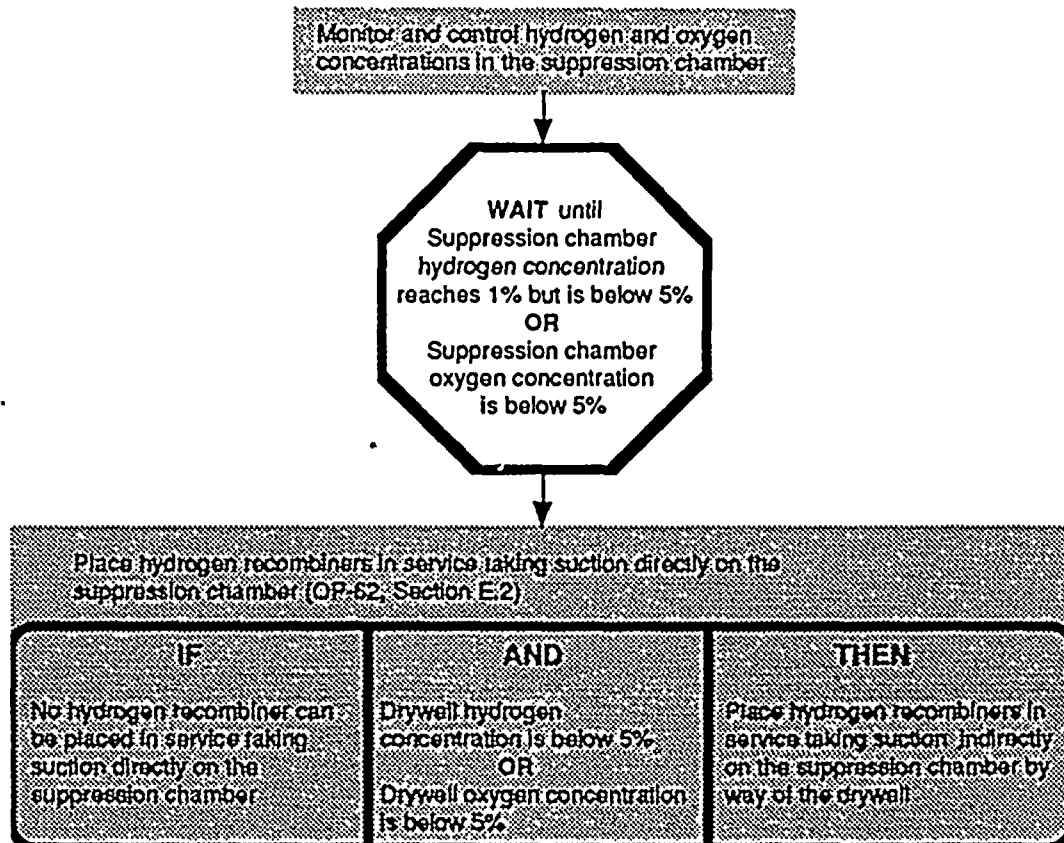 Monitor and control hydrogen and oxygen
concentrations in the suppression chamber
WAIT until
Suppression chamber
hydrogen concentration
reaches 1% but is below 5%
OR
Suppression chamber
oxygen concentration
is below 5%
Place hydrogen recombiners in service taking suction directly on the
suppression chamber (OP-62, Section E.2)
IF
No hydrogen recombiner can
be placed in service taking
suction directly on the
suppression chamber
AND
Drywell hydrogen
concentration is below 5%,
OR
Drywell oxygen concentration
is below 5%
THEN
Place hydrogen recombiners in
service taking suction indirectly
on the suppression chamber by
way of the drywell